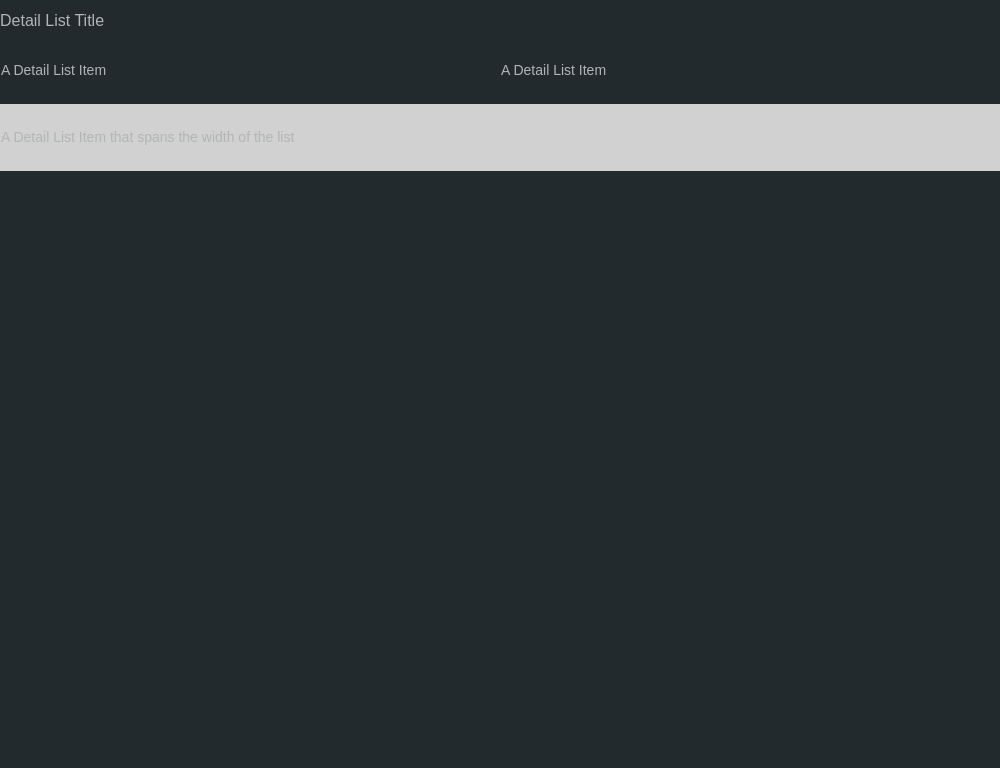 Detail List Title
A Detail List Item
A Detail List Item
A Detail List Item that spans the width of the list